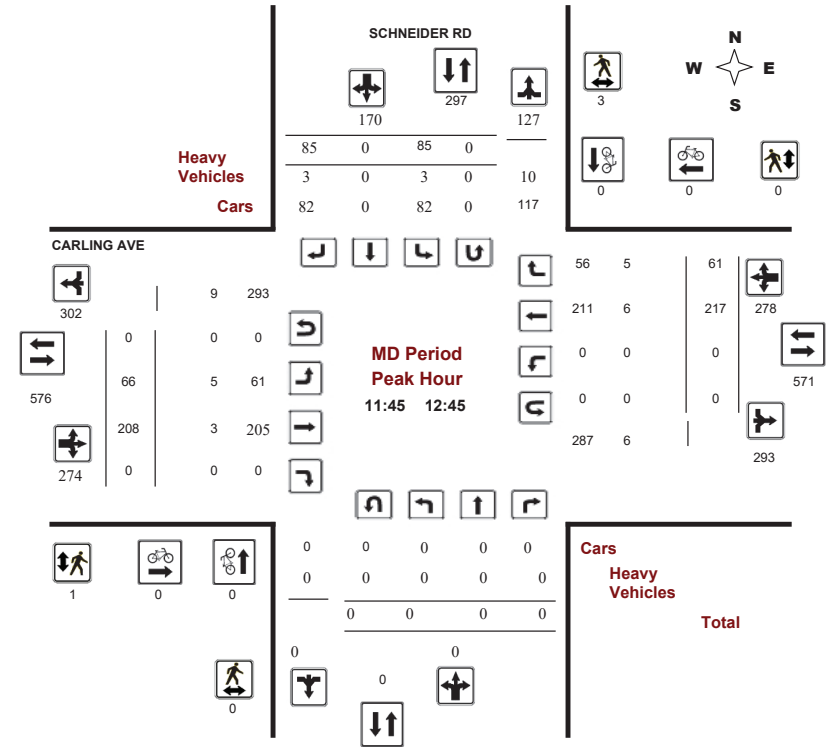 SCHNEIDER RD
N
W E
S
297
3
170 127
85 0 85 0
Heavy
Vehicles
3 0 3 0 10
Cars
82 0 82 0 117
0 0 0
CARLING AVE
302
9 293
56 5 61
211 6 217 278
0 0 0
576
66 5 61
MD Period
Peak Hour
11:45 12:45
0 0 0
571
208 3 205
0 0 0
274
0 0 0
287 6
293
0 0 0 0 0
Cars
0 0 0 0 0
Heavy
Vehicles
1 0 0
0 0 0 0
Total
0 0
0
0